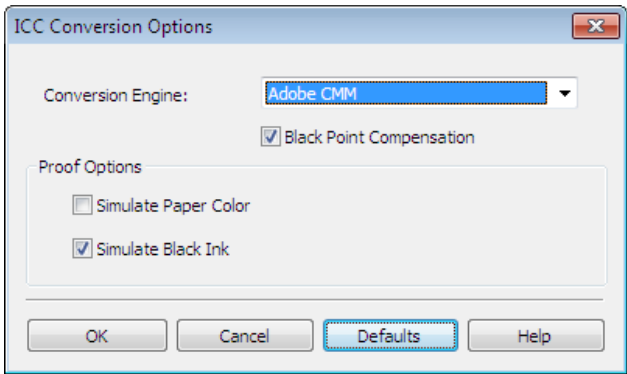 ICC Conversion Options
Conversion Engine: Adobe CMM
Black Point Compensation
Proof Options
Simulate Paper Color
Simulate Black Ink
OK Cancel Defaults Help